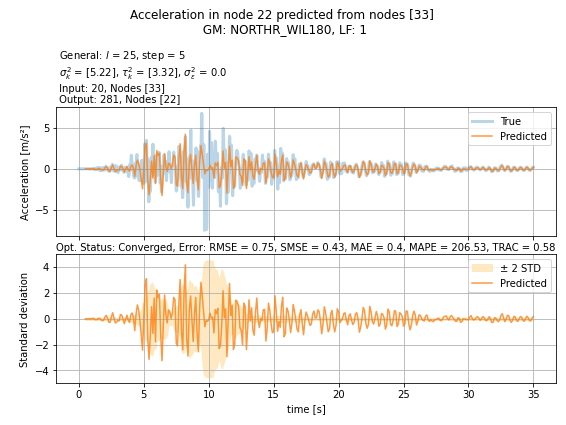 Acceleration in node 22 predicted from nodes [33]
GM: NORTHR_WIL180, LF: 1
General: l = 25, step = 5
σ²ₖ = [5.22], τ²ₖ = [3.32], σ²ε = 0.0
Input: 20, Nodes [33]
Output: 281, Nodes [22]
Acceleration [m/s²]
5
0
−5
True
Predicted
Opt. Status: Converged, Error: RMSE = 0.75, SMSE = 0.43, MAE = 0.4, MAPE = 206.53, TRAC = 0.58
Standard deviation
4
2
0
−2
−4
± 2 STD
Predicted
0 5 10 15 20 25 30 35
time [s]